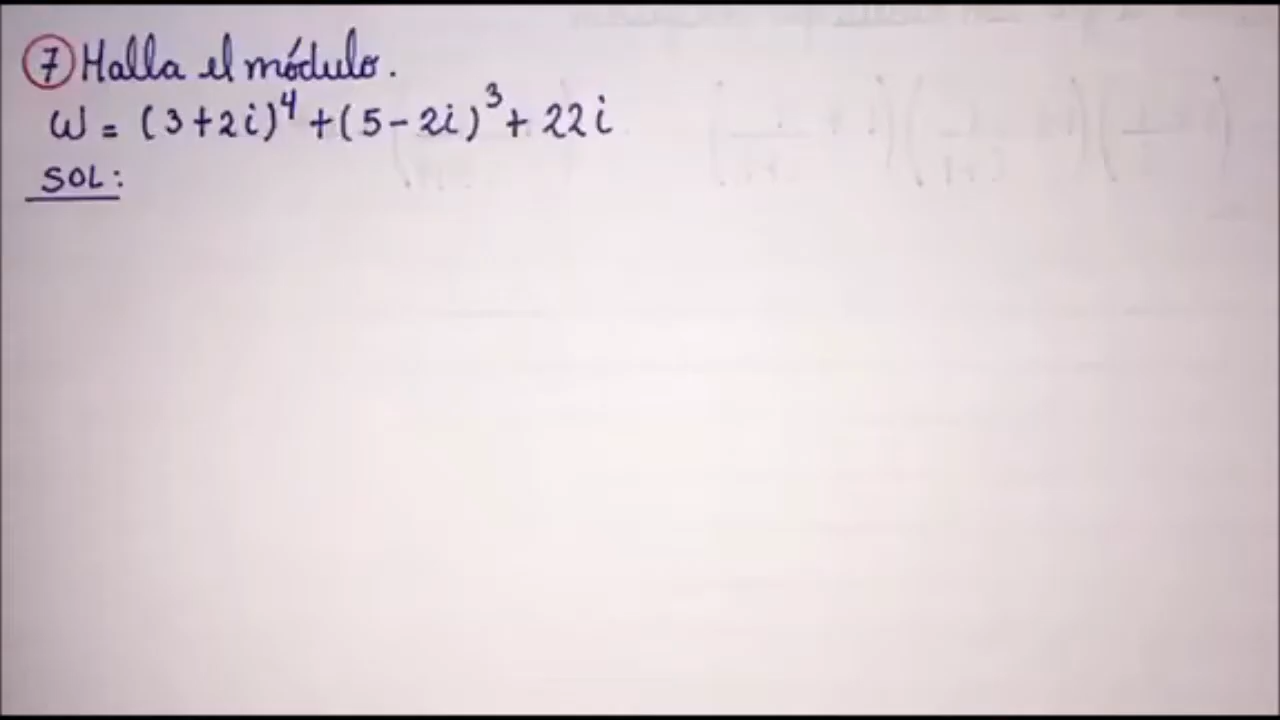 7 Halla el módulo.
ω = (3+2i)⁴ + (5-2i)³ + 22i
SOL: